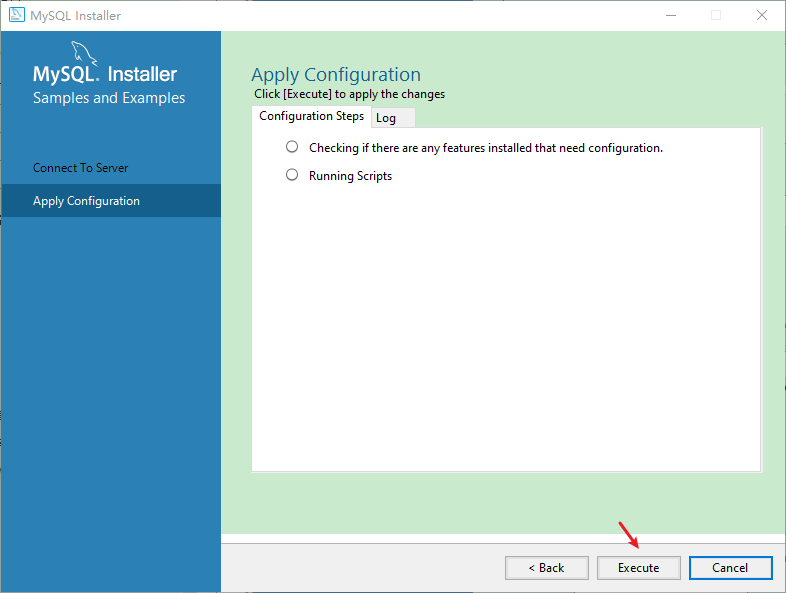 MySQL Installer
MySQL. Installer
Samples and Examples
Connect To Server
Apply Configuration
Apply Configuration
Click [Execute] to apply the changes
Configuration Steps
Log
Checking if there are any features installed that need configuration.
Running Scripts
< Back
Execute
Cancel